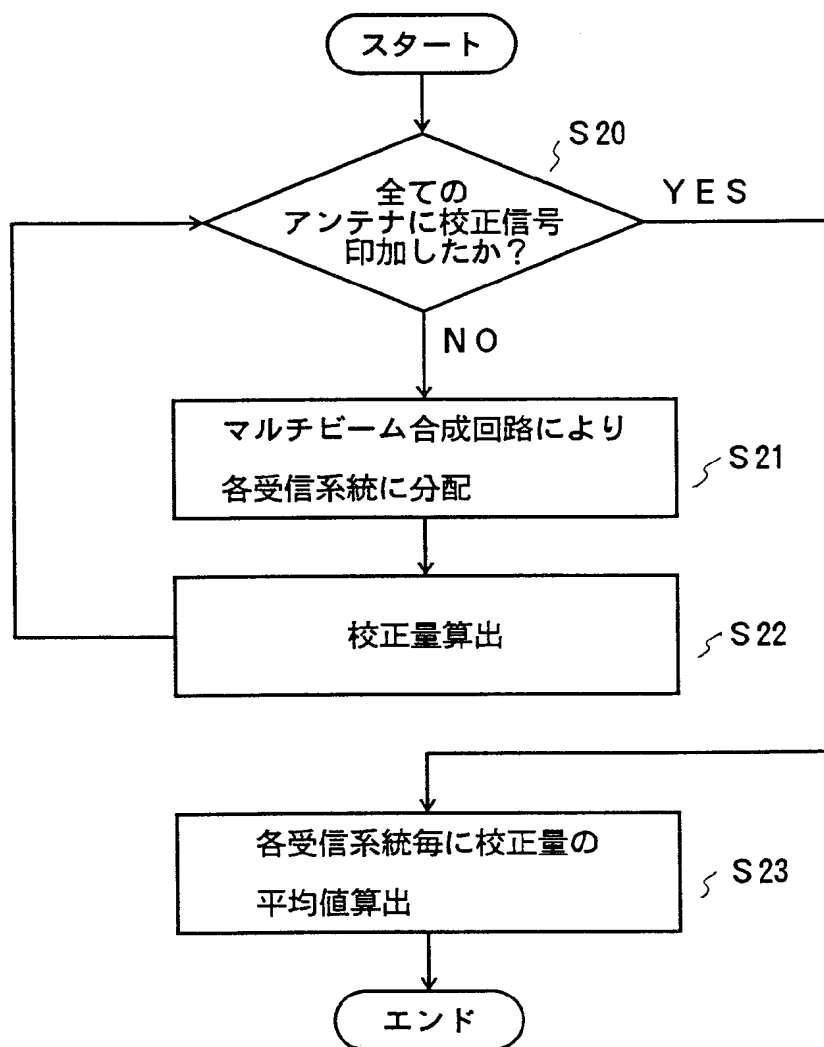 スタート
S20
全ての
アンテナに校正信号
印加したか？
YES
NO
マルチビーム合成回路により
各受信系統に分配
S21
校正量算出
S22
各受信系統毎に校正量の
平均値算出
S23
エンド